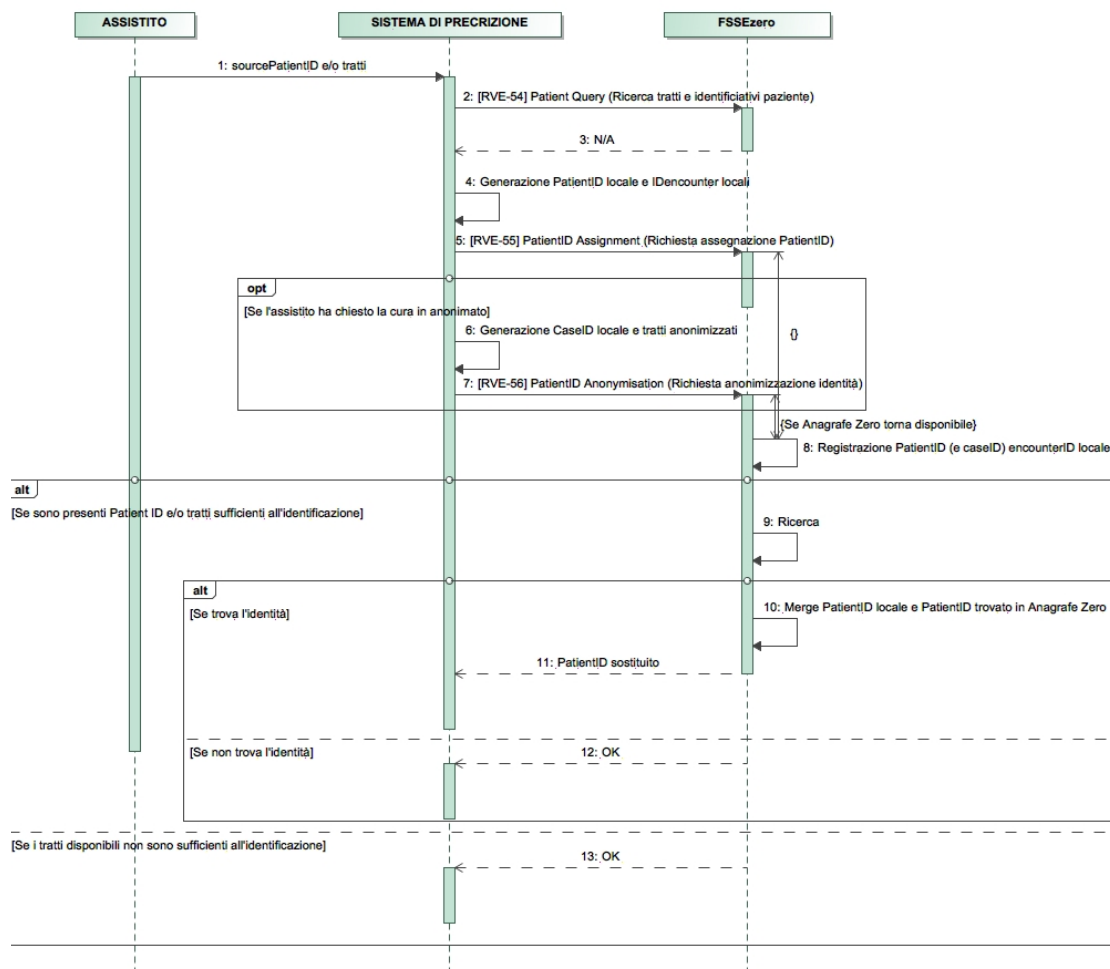 ASSISTITO
SISTEMA DI PRECRIZIONE
FSSEzero
1: sourcePatientID e/o tratti
2: [RVE-54] Patient Query (Ricerca tratti e identificiativi paziente)
3: N/A
4: Generazione PatientID locale e IDencounter locali
5: [RVE-55] PatientID Assignment (Richiesta assegnazione PatientID)
opt
[Se l'assistito ha chiesto la cura in anonimato]
6: Generazione CaseID locale e tratti anonimizzati
{}
7: [RVE-56] PatientID Anonymisation (Richiesta anonimizzazione identità)
{Se Anagrafe Zero torna disponibile}
8: Registrazione PatientID (e caseID) encounterID locale
alt
[Se sono presenti Patient ID e/o tratti sufficienti all'identificazione]
9: Ricerca
alt
[Se trova l'identità]
10: Merge PatientID locale e PatientID trovato in Anagrafe Zero
11: PatientID sostituito
[Se non trova l'identità]
12: OK
[Se i tratti disponibili non sono sufficienti all'identificazione]
13: OK